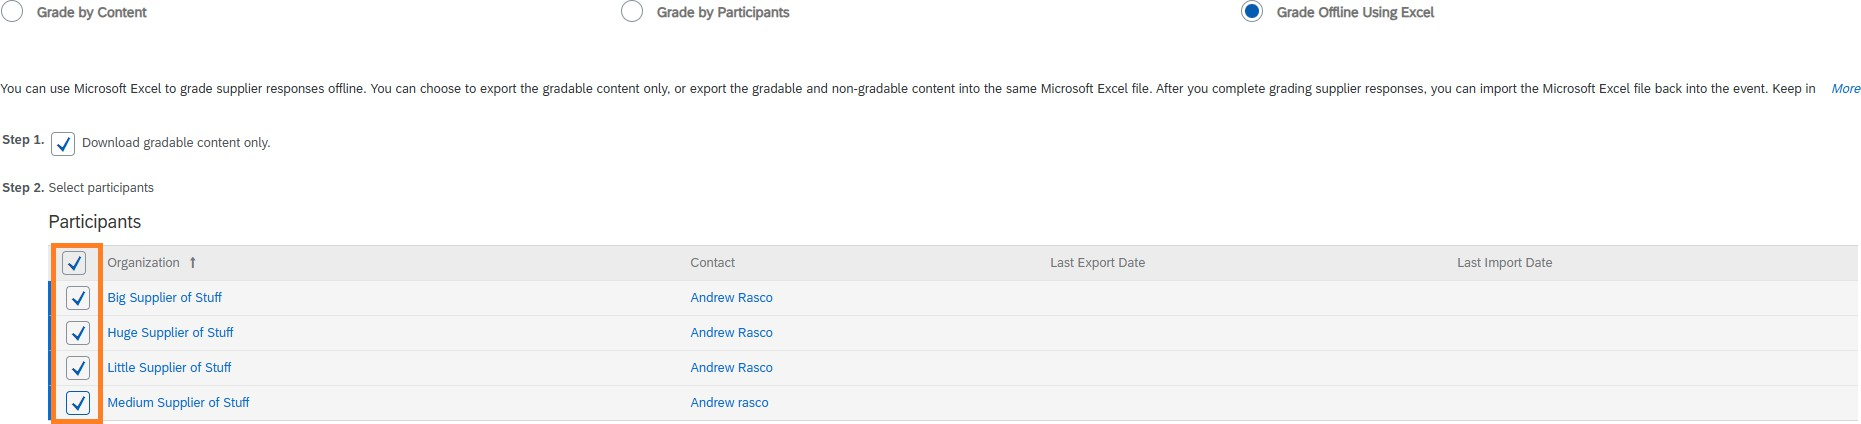 Grade by Content Grade by Participants Grade Offline Using Excel
You can use Microsoft Excel to grade supplier responses offline. You can choose to export the gradable content only, or export the gradable and non-gradable content into the same Microsoft Excel file. After you complete grading supplier responses, you can import the Microsoft Excel file back into the event. Keep in More
Step 1. Download gradable content only.
Step 2. Select participants
Participants
Organization ↑ Contact Last Export Date Last Import Date
Big Supplier of Stuff Andrew Rasco
Huge Supplier of Stuff Andrew Rasco
Little Supplier of Stuff Andrew Rasco
Medium Supplier of Stuff Andrew rasco